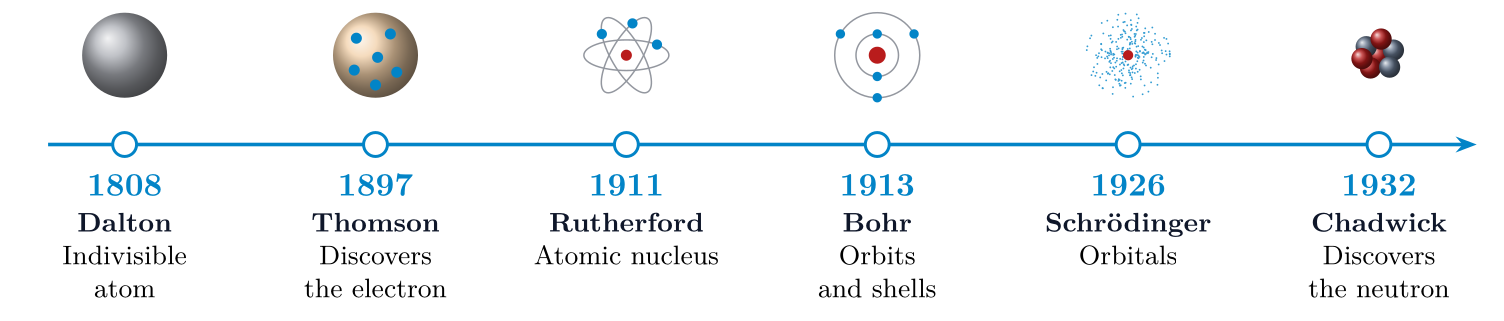 1808
Dalton
Indivisible
atom
1897
Thomson
Discovers
the electron
1911
Rutherford
Atomic nucleus
1913
Bohr
Orbits
and shells
1926
Schrödinger
Orbitals
1932
Chadwick
Discovers
the neutron